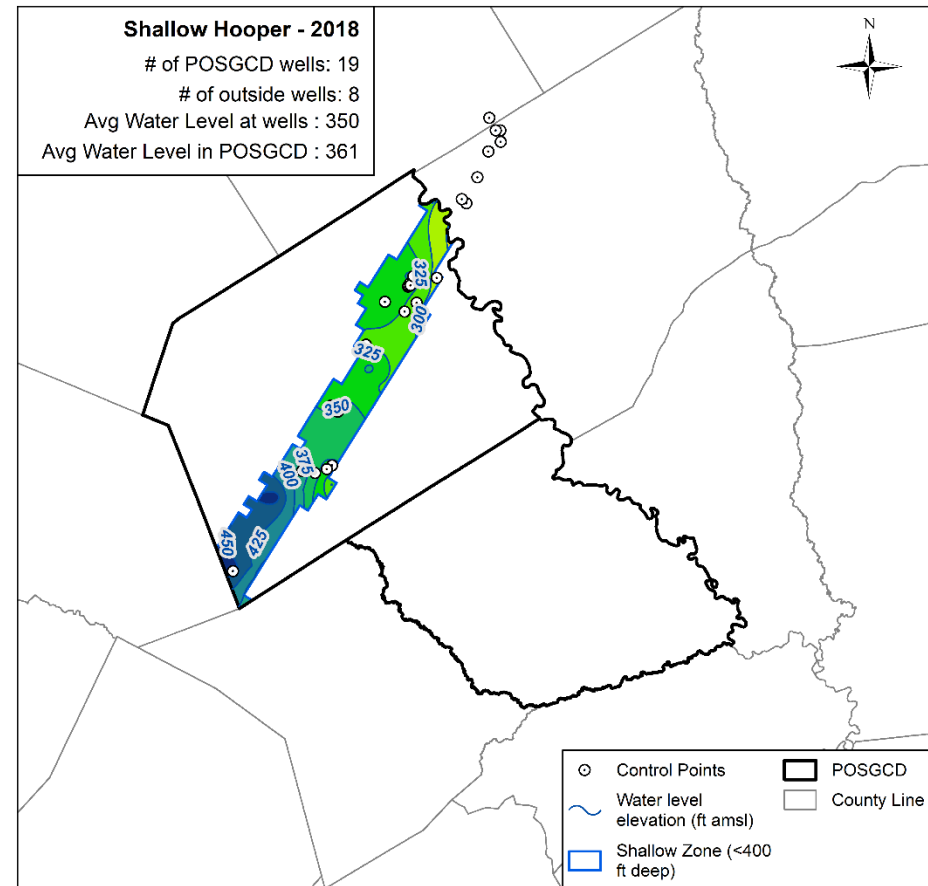 Shallow Hooper - 2018
# of POSGCD wells: 19
# of outside wells: 8
Avg Water Level at wells : 350
Avg Water Level in POSGCD : 361
N
325
300
325
350
375
400
425
450
Control Points
Water level
elevation (ft amsl)
Shallow Zone (<400
ft deep)
POSGCD
County Line